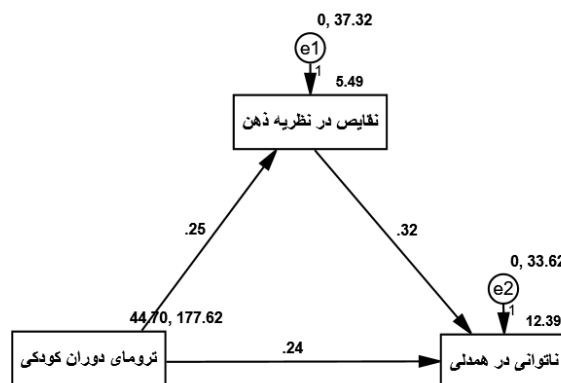 0, 37.32
e1
1
5.49
نقایص در نظریه ذهن
.25
.32
0, 33.62
e2
1
44.70, 177.62
12.39
ترومای دوران کودکی
.24
ناتوانی در همدلی